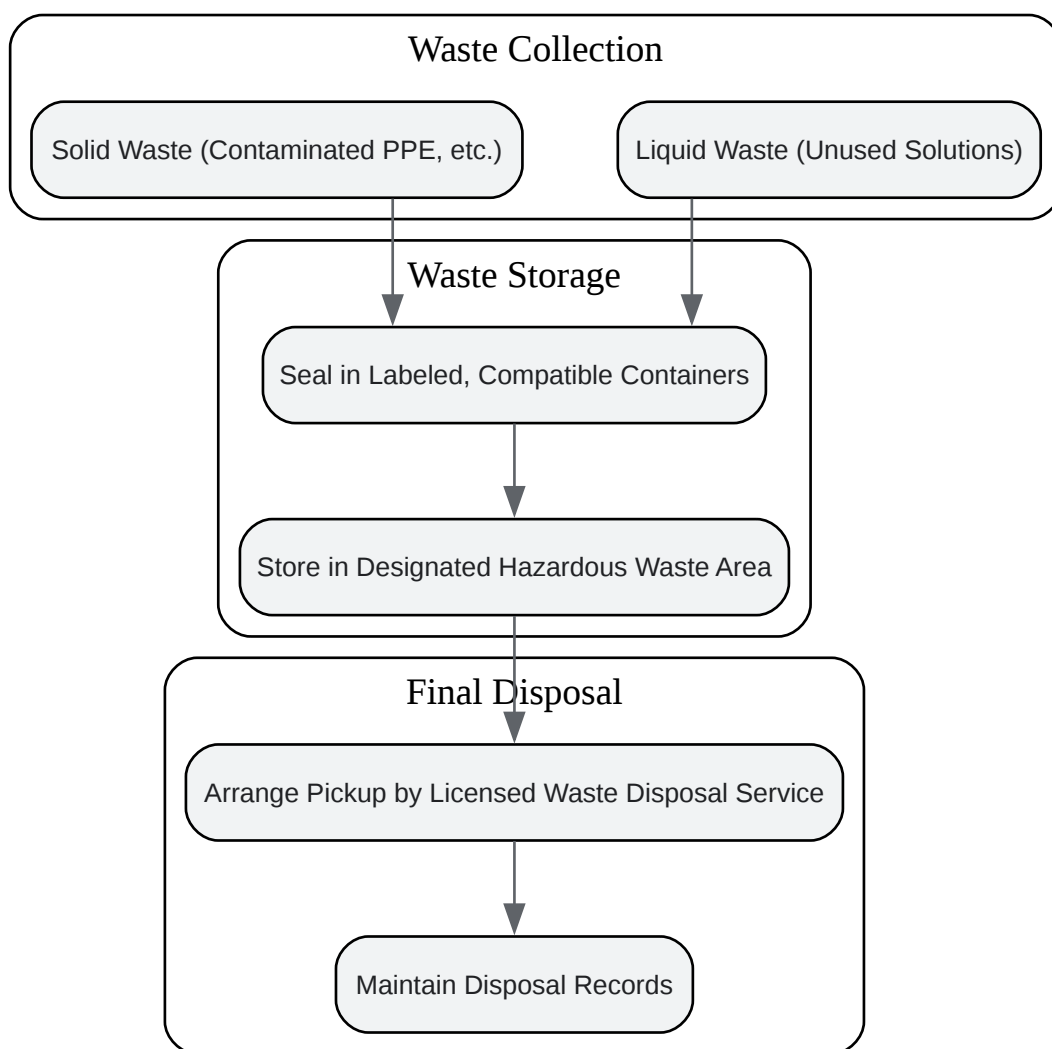 Waste Collection
Solid Waste (Contaminated PPE, etc.)
Liquid Waste (Unused Solutions)
Waste Storage
Seal in Labeled, Compatible Containers
Store in Designated Hazardous Waste Area
Final Disposal
Arrange Pickup by Licensed Waste Disposal Service
Maintain Disposal Records